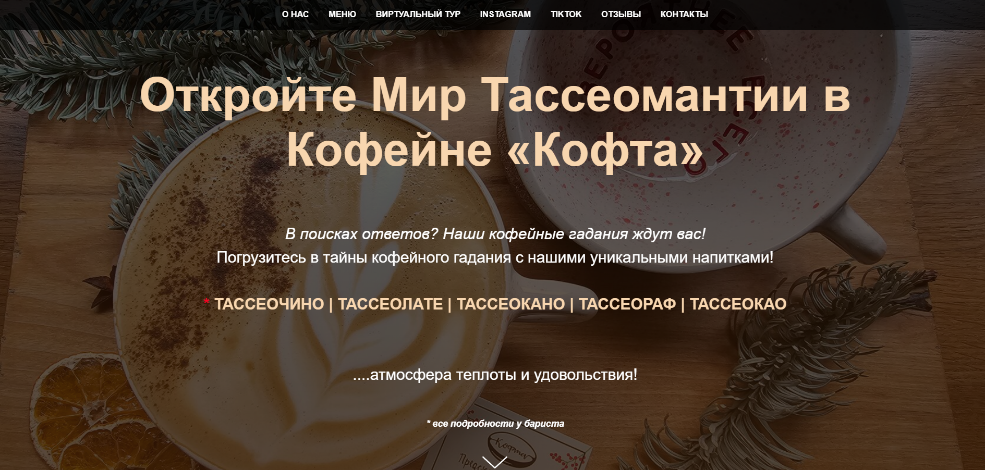 О НАС МЕНЮ ВИРТУАЛЬНЫЙ ТУР INSTAGRAM TIKTOK ОТЗЫВЫ КОНТАКТЫ
Откройте Мир Тассеомантии в
Кофейне «Кофта»
В поисках ответов? Наши кофейные гадания ждут вас!
Погрузитесь в тайны кофейного гадания с нашими уникальными напитками!
* ТАССЕОЧИНО | ТАССЕОЛАТЕ | ТАССЕОКАНО | ТАССЕОРАФ | ТАССЕОКАО
....атмосфера теплоты и удовольствия!
* все подробности у бариста
Кофта